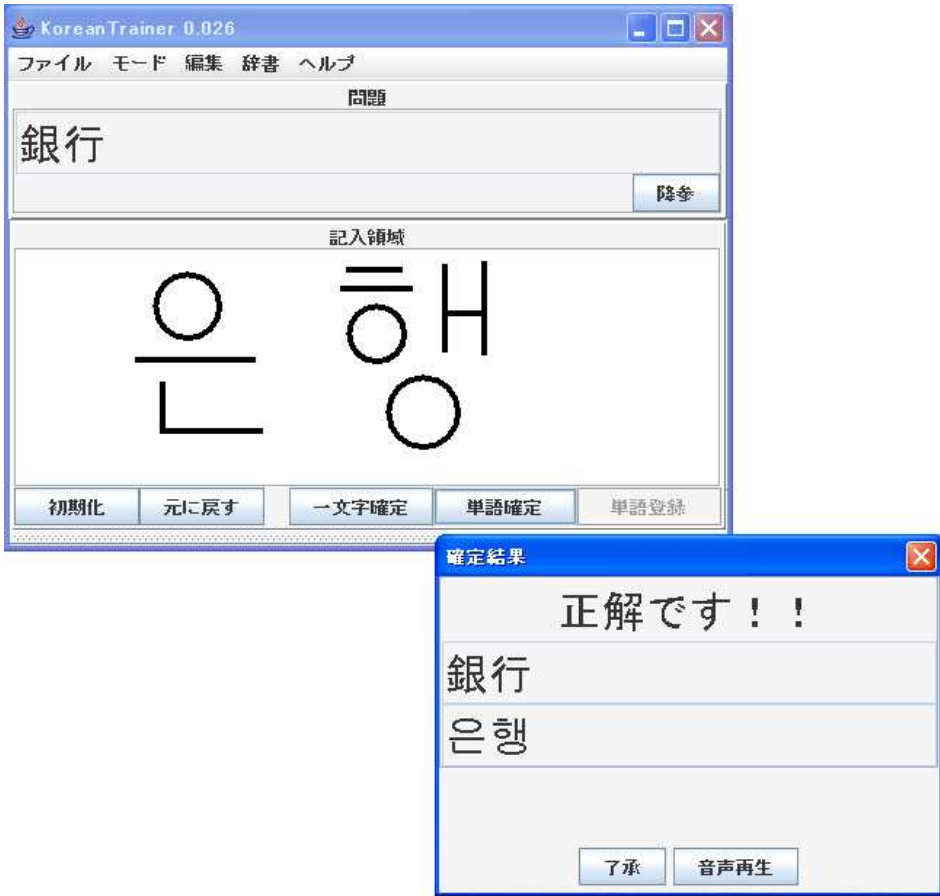 KoreanTrainer 0.026
ファイル モード 編集 辞書 ヘルプ
問題
銀行
降参
記入領域
은행
初期化 元に戻す 一文字確定 単語確定 単語登録
確定結果
正解です！！
銀行
은행
了承 音声再生